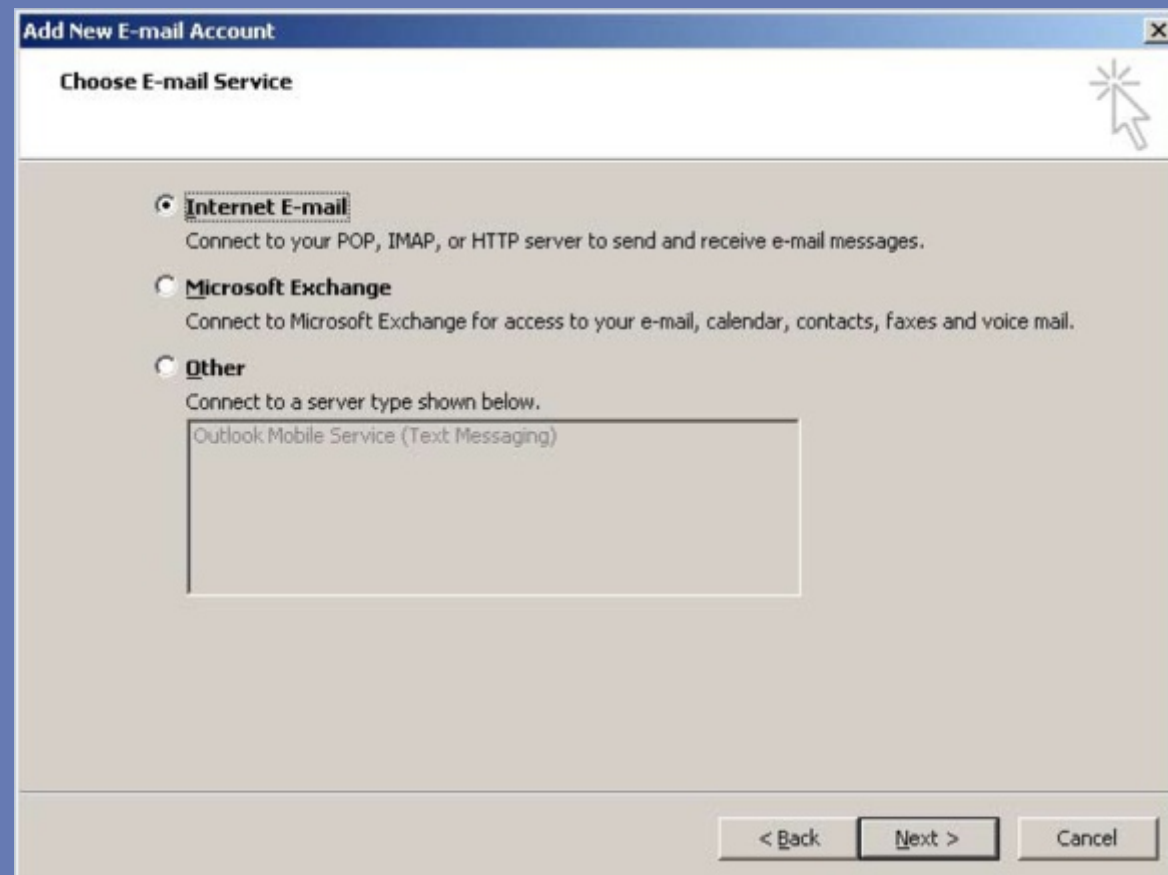 Add New E-mail Account
Choose E-mail Service
Internet E-mail
Connect to your POP, IMAP, or HTTP server to send and receive e-mail messages.
Microsoft Exchange
Connect to Microsoft Exchange for access to your e-mail, calendar, contacts, faxes and voice mail.
Other
Connect to a server type shown below.
Outlook Mobile Service (Text Messaging)
< Back Next > Cancel